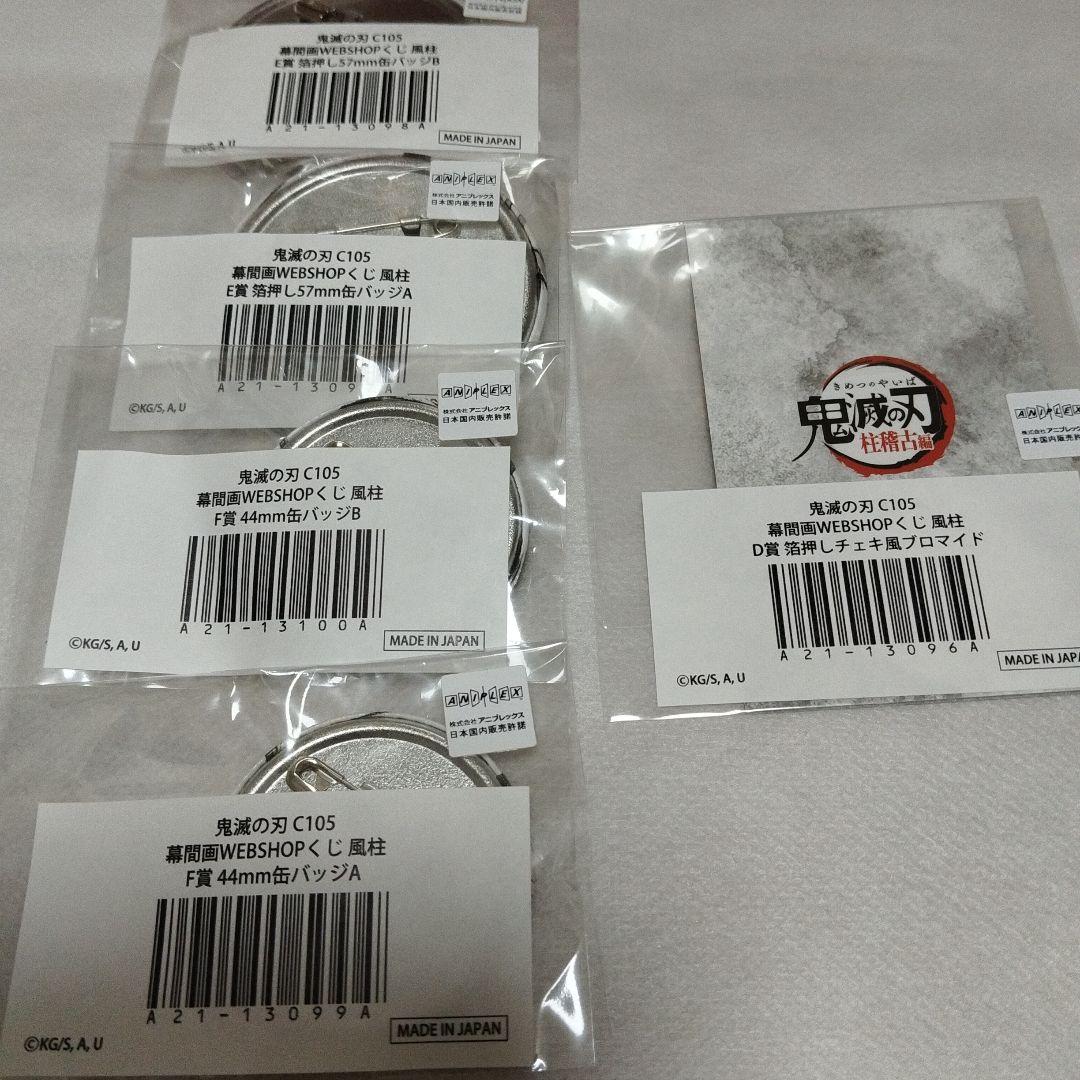 鬼滅の刃 C105
幕間画WEBSHOPくじ 風柱
E賞 箔押し57mm缶バッジB
A21-13098A
©KG/S, A, U
MADE IN JAPAN
ANIPLEX
株式会社アニプレックス
日本国内販売許諾
鬼滅の刃 C105
幕間画WEBSHOPくじ 風柱
E賞 箔押し57mm缶バッジA
©KG/S, A, U
ANIPLEX
株式会社アニプレックス
日本国内販売許諾
鬼滅の刃 C105
幕間画WEBSHOPくじ 風柱
F賞 44mm缶バッジB
A21-13100A
©KG/S, A, U
MADE IN JAPAN
ANIPLEX
株式会社アニプレックス
日本国内販売許諾
鬼滅の刃 C105
幕間画WEBSHOPくじ 風柱
F賞 44mm缶バッジA
A21-13099A
©KG/S, A, U
MADE IN JAPAN
きめつのやいば
鬼滅の刃
柱稽古編
ANIPLEX
株式会社アニプレックス
日本国内販売許諾
鬼滅の刃 C105
幕間画WEBSHOPくじ 風柱
D賞 箔押しチェキ風ブロマイド
A21-13096A
©KG/S, A, U
MADE IN